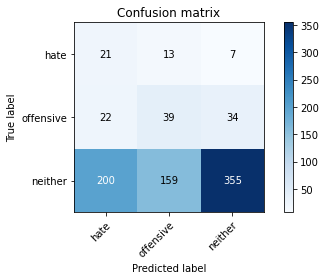 Confusion matrix
hate 21 13 7
offensive 22 39 34
neither 200 159 355
hate offensive neither
True label
Predicted label
350
300
250
200
150
100
50